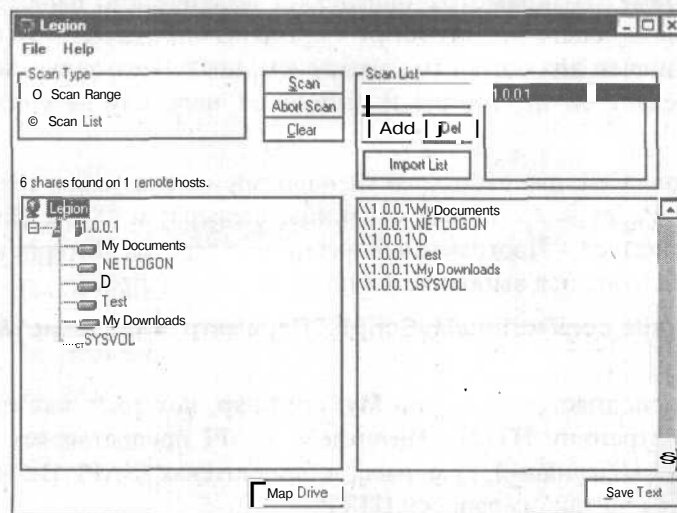 Legion
File Help
Scan Type
O Scan Range
© Scan List
Scan
Abort Scan
Clear
Scan List
Add
Del
Import List
1.0.0.1
6 shares found on 1 remote hosts.
Legion
1.0.0.1
My Documents
NETLOGON
D
Test
My Downloads
SYSVOL
\\1.0.0.1\MyDocuments
\\1.0.0.1\NETLOGON
\\1.0.0.1\D
\\1.0.0.1\Test
\\1.0.0.1\My Downloads
\\1.0.0.1\SYSVOL
Map Drive
Save Text